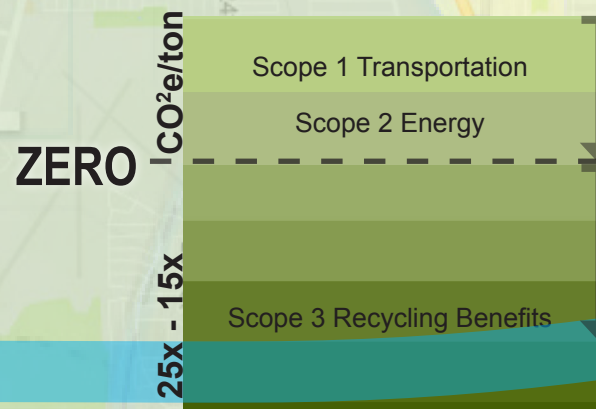 CO²e/ton
Scope 1 Transportation
Scope 2 Energy
ZERO
25x - 15x
Scope 3 Recycling Benefits